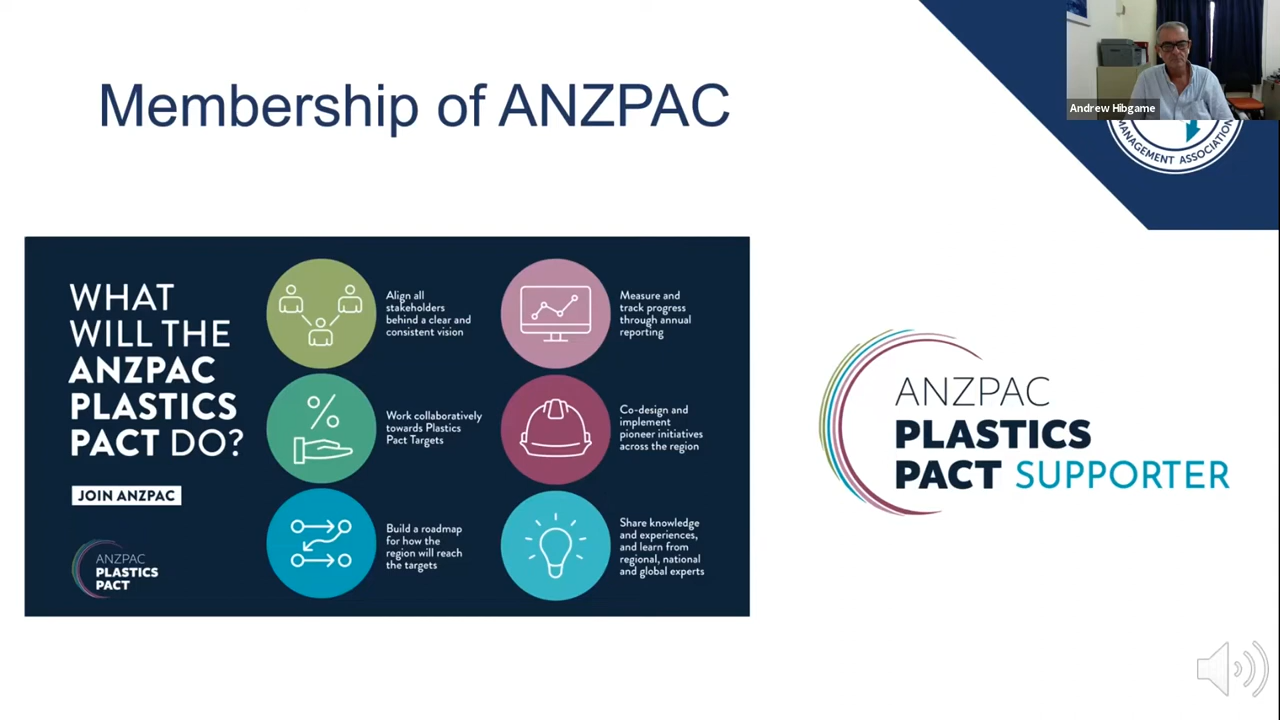 Membership of ANZPAC
Andrew Hibgame
MANAGEMENT ASSOCIATION
WHAT
WILL THE
ANZPAC
PLASTICS
PACT DO?
JOIN ANZPAC
ANZPAC
PLASTICS
PACT
Align all
stakeholders
behind a clear and
consistent vision
Measure and
track progress
through annual
reporting
Work collaboratively
towards Plastics
Pact Targets
Co-design and
implement
pioneer initiatives
across the region
Build a roadmap
for how the
region will reach
the targets
Share knowledge
and experiences,
and learn from
regional, national
and global experts
ANZPAC
PLASTICS
PACT SUPPORTER